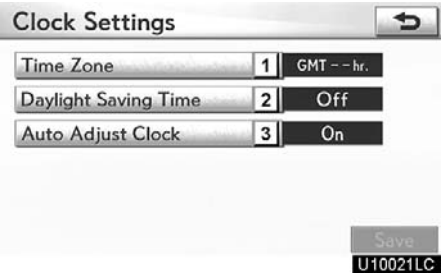 Clock Settings
Time Zone 1 GMT --hr.
Daylight Saving Time 2 Off
Auto Adjust Clock 3 On
Save
U10021LC